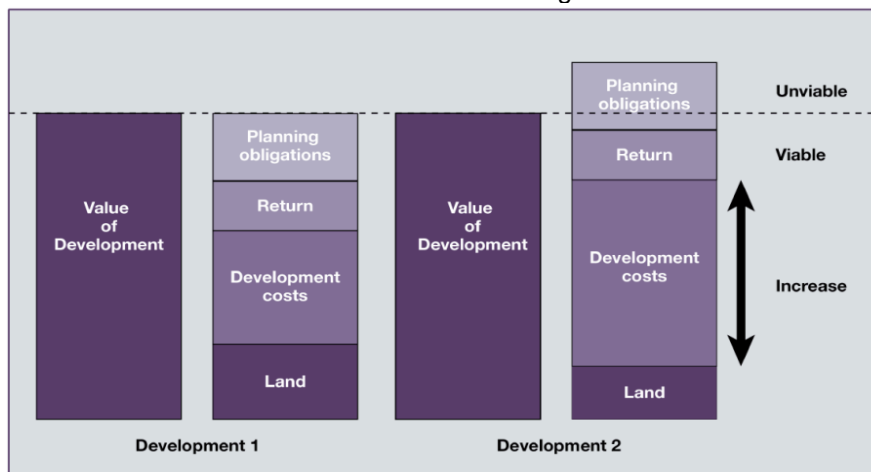 Planning
obligations
Return
Development
costs
Land
Value
of
Development
Development 1
Planning
obligations
Return
Development
costs
Land
Value
of
Development
Development 2
Unviable
Viable
Increase